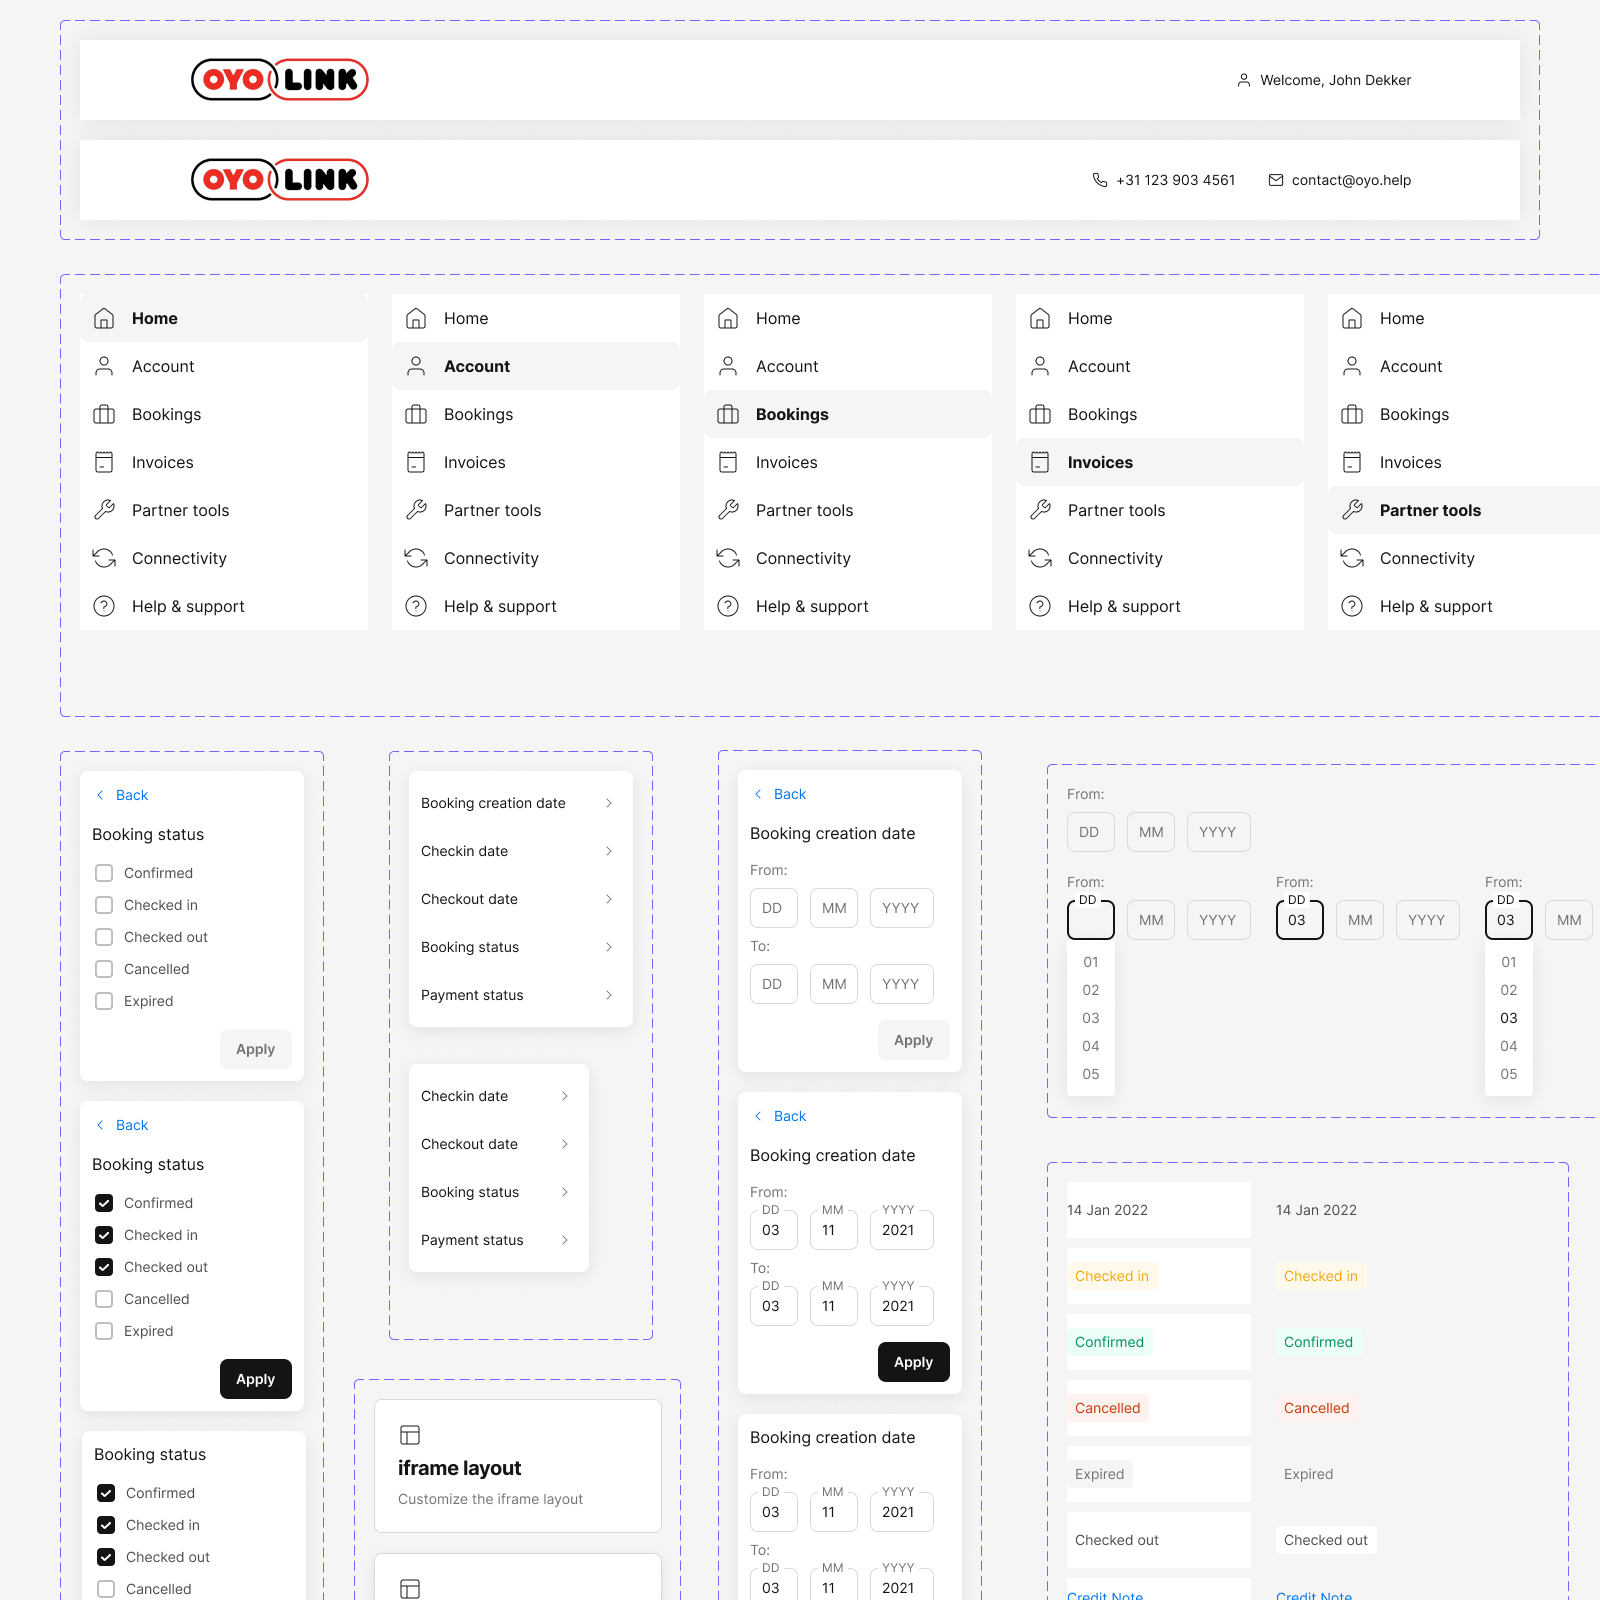 OYO LINK
Welcome, John Dekker
OYO LINK
+31 123 903 4561
contact@oyo.help
Home
Account
Bookings
Invoices
Partner tools
Connectivity
Help & support
Home
Account
Bookings
Invoices
Partner tools
Connectivity
Help & support
Home
Account
Bookings
Invoices
Partner tools
Connectivity
Help & support
Home
Account
Bookings
Invoices
Partner tools
Connectivity
Help & support
Home
Account
Bookings
Invoices
Partner tools
Connectivity
Help & support
Back
Booking status
Confirmed
Checked in
Checked out
Cancelled
Expired
Apply
Back
Booking status
Confirmed
Checked in
Checked out
Cancelled
Expired
Apply
Booking status
Confirmed
Checked in
Checked out
Cancelled
Booking creation date
Checkin date
Checkout date
Booking status
Payment status
Checkin date
Checkout date
Booking status
Payment status
iframe layout
Customize the iframe layout
Back
Booking creation date
From:
DD MM YYYY
To:
DD MM YYYY
Apply
Back
Booking creation date
From:
DD MM YYYY
03 11 2021
To:
DD MM YYYY
03 11 2021
Apply
Booking creation date
From:
DD MM YYYY
03 11 2021
To:
DD MM YYYY
03 11 2021
From:
DD MM YYYY
From:
DD
MM YYYY
01
02
03
04
05
From:
DD
03 MM YYYY
From:
DD
03 MM
01
02
03
04
05
14 Jan 2022
Checked in
Confirmed
Cancelled
Expired
Checked out
Credit Note
14 Jan 2022
Checked in
Confirmed
Cancelled
Expired
Checked out
Credit Note